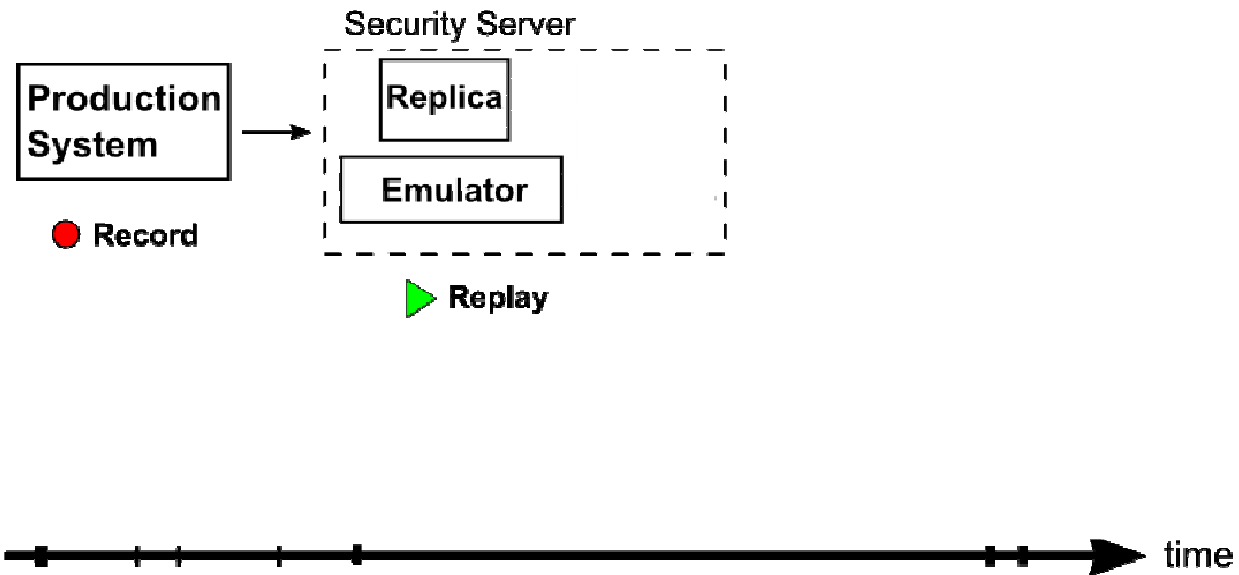 Security Server
Production
System
Replica
Emulator
Record
Replay
time